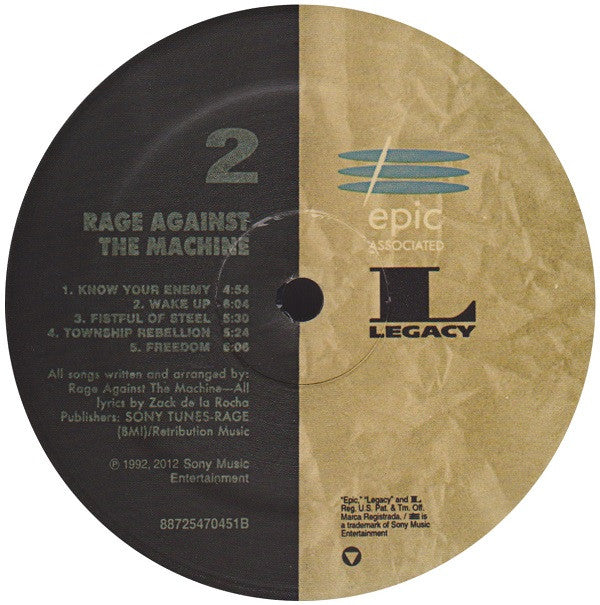 2
RAGE AGAINST
THE MACHINE
1. KNOW YOUR ENEMY 4:54
2. WAKE UP 6:04
3. FISTFUL OF STEEL 5:30
4. TOWNSHIP REBELLION 5:24
5. FREEDOM 6:06
All songs written and arranged by:
Rage Against The Machine—All
lyrics by Zack de la Rocha
Publishers: SONY TUNES-RAGE
(BMI)/Retribution Music
℗ 1992, 2012 Sony Music
Entertainment
88725470451B
epic
ASSOCIATED
L
LEGACY
"Epic," "Legacy" and L
Reg. U.S. Pat. & Tm. Off.
Marca Registrada. / is
a trademark of Sony Music
Entertainment